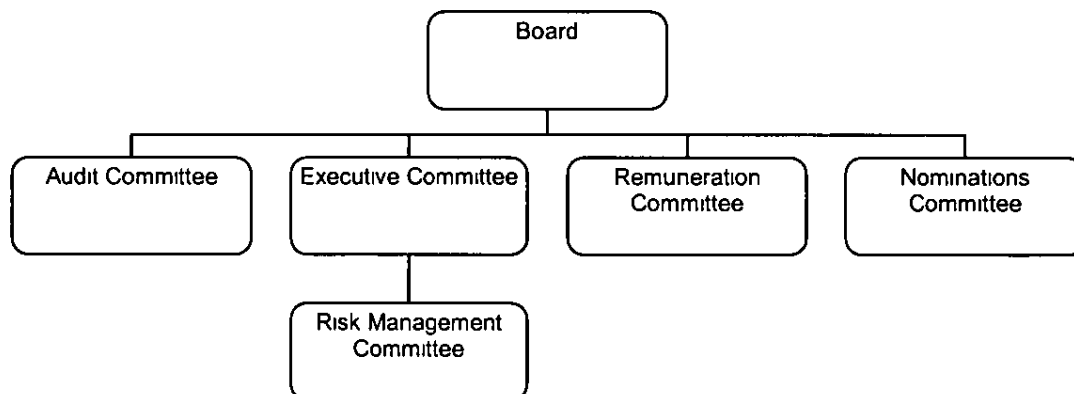 Board
Audit Committee
Executive Committee
Remuneration
Committee
Nominations
Committee
Risk Management
Committee